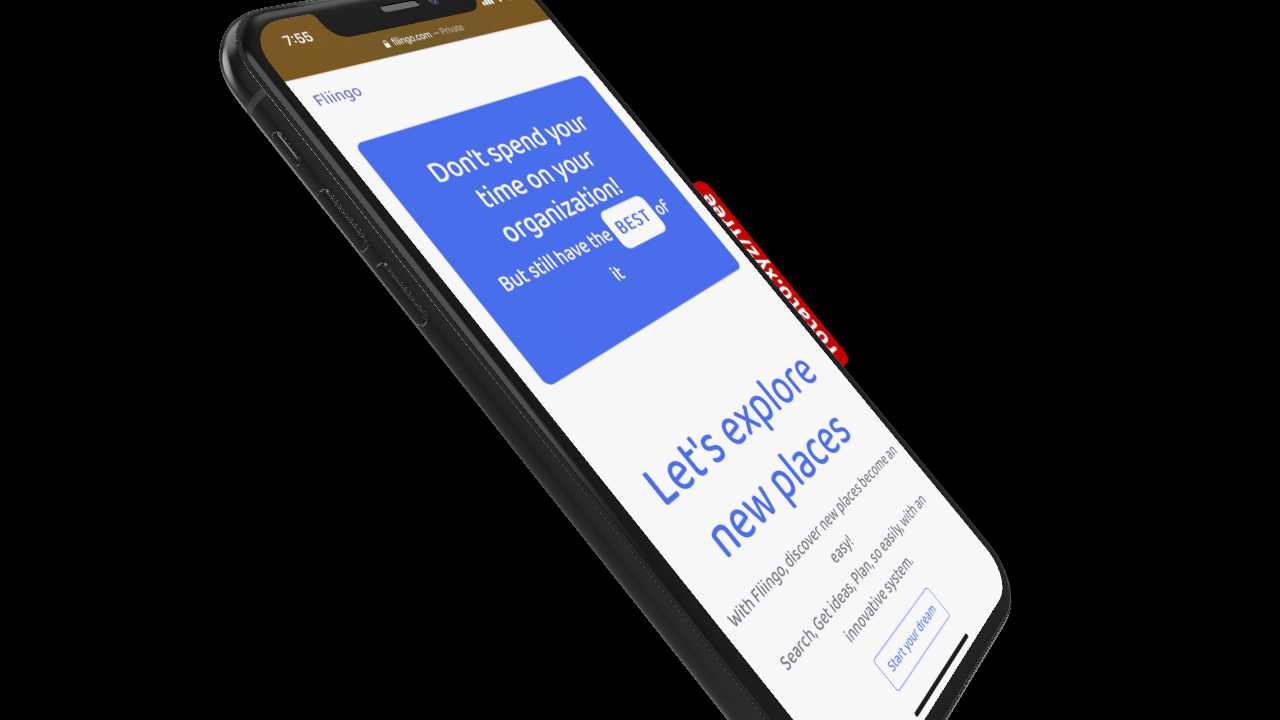 7:55
fliingo.com — Private
Fliingo
Don't spend your
time on your
organization!
But still have the BEST of
it
Let's explore
new places
With Fliingo, discover new places become an
easy!
Search, Get ideas, Plan, so easily, with an
innovative system.
Start your dream
rotato.xyz/free